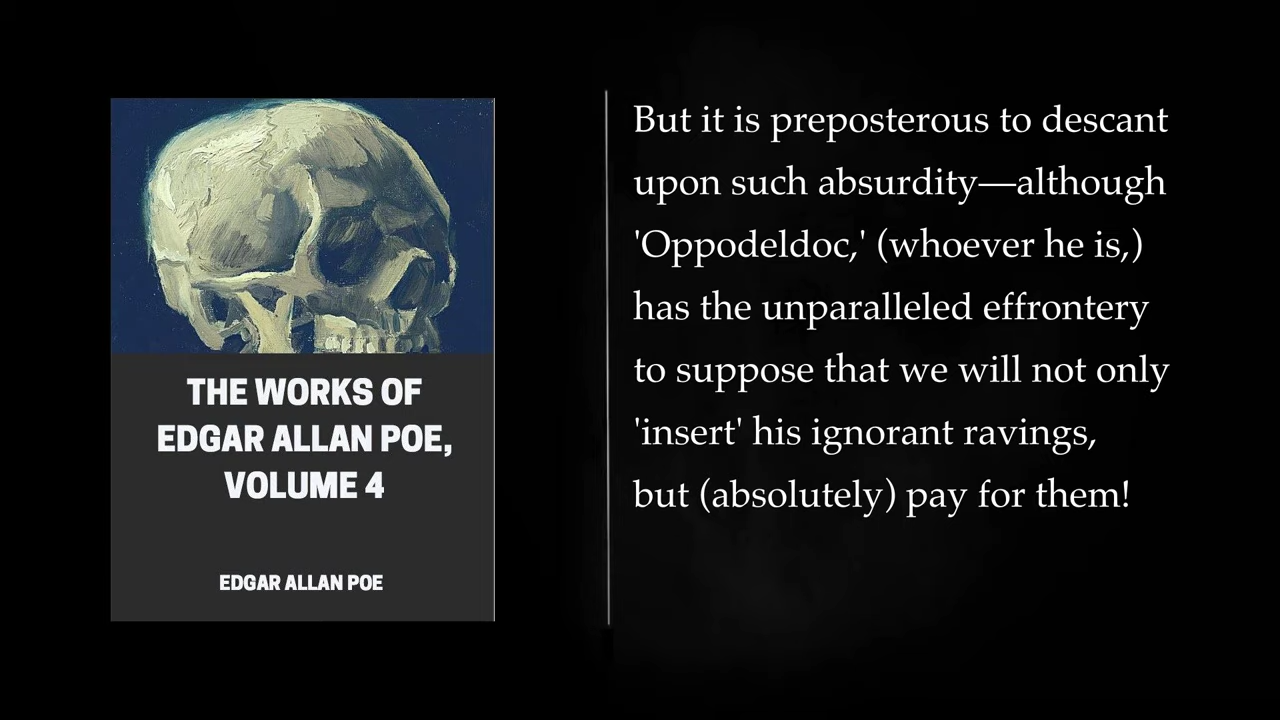 THE WORKS OF
EDGAR ALLAN POE,
VOLUME 4
EDGAR ALLAN POE
But it is preposterous to descant
upon such absurdity—although
'Oppodeldoc,' (whoever he is,)
has the unparalleled effrontery
to suppose that we will not only
'insert' his ignorant ravings,
but (absolutely) pay for them!